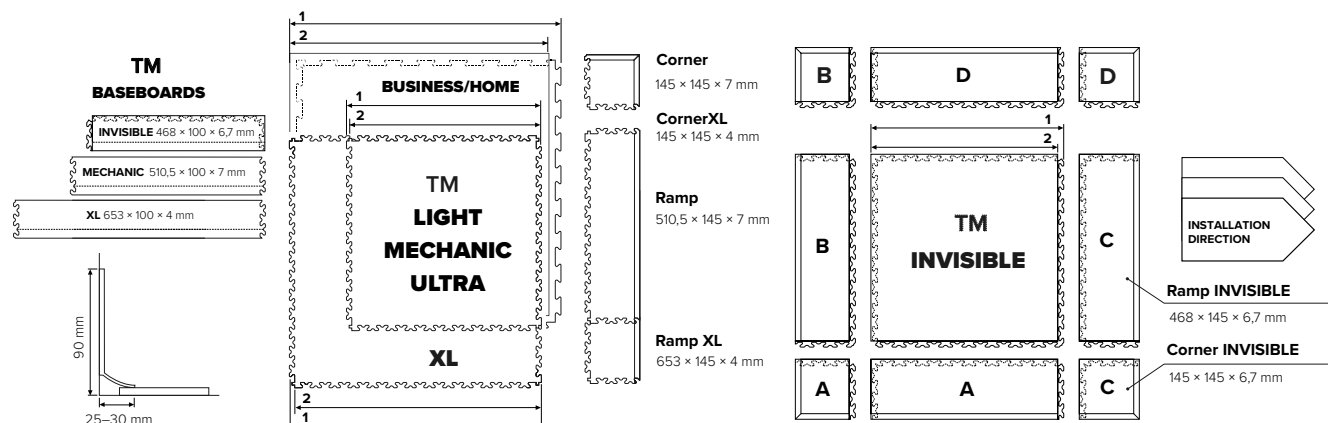 TM
BASEBOARDS
INVISIBLE 468 × 100 × 6,7 mm
MECHANIC 510,5 × 100 × 7 mm
XL 653 × 100 × 4 mm
90 mm
25–30 mm
1
2
BUSINESS/HOME
1
2
TM
LIGHT
MECHANIC
ULTRA
XL
2
1
Corner
145 × 145 × 7 mm
CornerXL
145 × 145 × 4 mm
Ramp
510,5 × 145 × 7 mm
Ramp XL
653 × 145 × 4 mm
B
D
D
1
2
B
TM
INVISIBLE
C
A
A
C
INSTALLATION
DIRECTION
Ramp INVISIBLE
468 × 145 × 6,7 mm
Corner INVISIBLE
145 × 145 × 6,7 mm